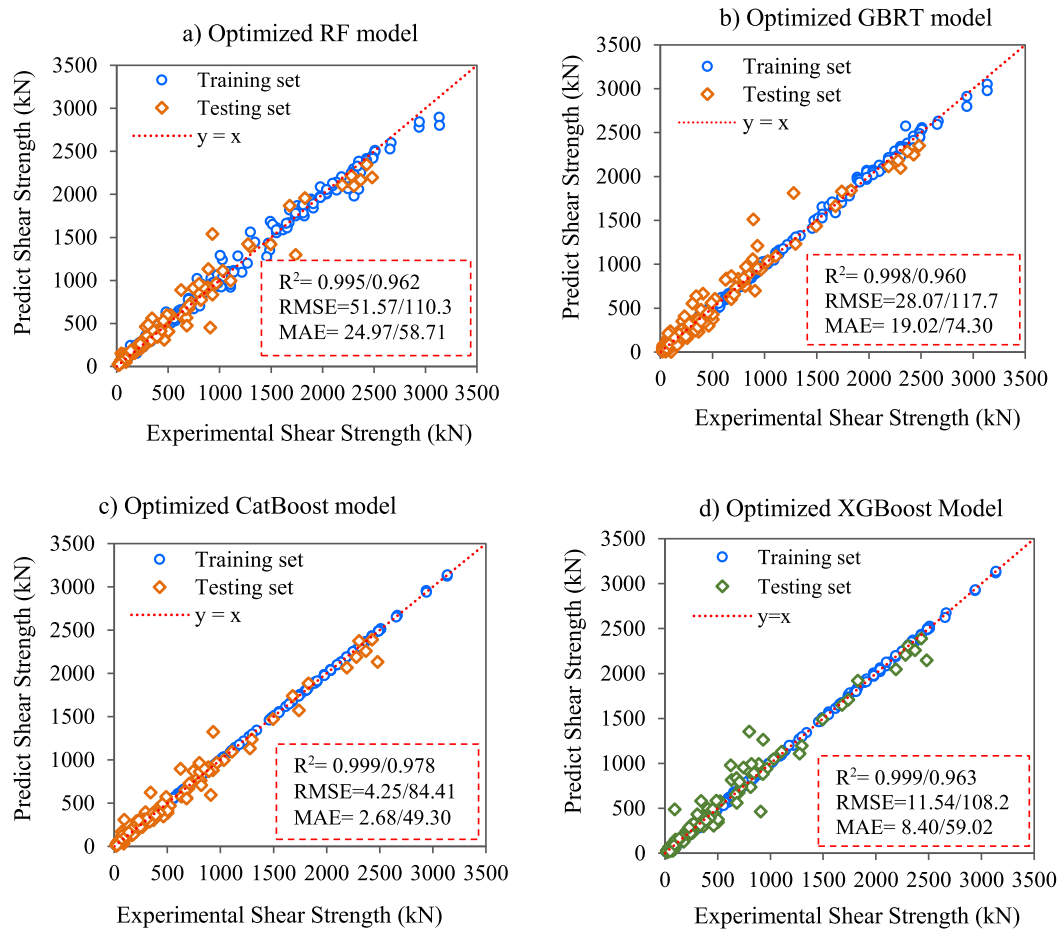 a) Optimized RF model
Predict Shear Strength (kN)
3500
3000
2500
2000
1500
1000
500
0
Training set
Testing set
y = x
R²= 0.995/0.962
RMSE=51.57/110.3
MAE= 24.97/58.71
0 500 1000 1500 2000 2500 3000 3500
Experimental Shear Strength (kN)
b) Optimized GBRT model
Predict Shear Strength (kN)
3500
3000
2500
2000
1500
1000
500
0
Training set
Testing set
y = x
R²= 0.998/0.960
RMSE=28.07/117.7
MAE= 19.02/74.30
0 500 1000 1500 2000 2500 3000 3500
Experimental Shear Strength (kN)
c) Optimized CatBoost model
Predict Shear Strength (kN)
3500
3000
2500
2000
1500
1000
500
0
Training set
Testing set
y = x
R²= 0.999/0.978
RMSE=4.25/84.41
MAE= 2.68/49.30
0 500 1000 1500 2000 2500 3000 3500
Experimental Shear Strength (kN)
d) Optimized XGBoost Model
Predict Shear Strength (kN)
3500
3000
2500
2000
1500
1000
500
0
Training set
Testing set
y=x
R²= 0.999/0.963
RMSE=11.54/108.2
MAE= 8.40/59.02
0 500 1000 1500 2000 2500 3000 3500
Experimental Shear Strength (kN)